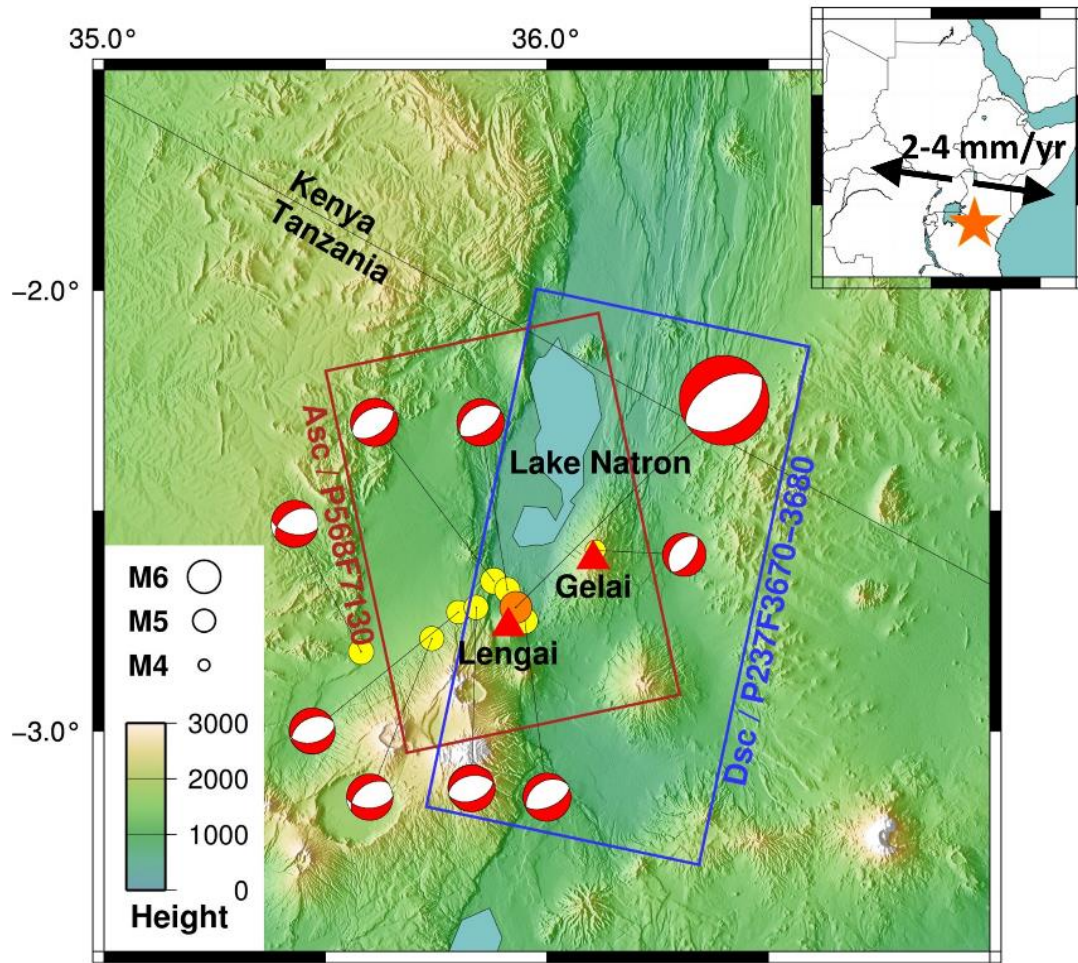 35.0°
36.0°
2-4 mm/yr
Kenya
Tanzania
−2.0°
Asc / P568F7130
Lake Natron
Dsc / P237F3670-3680
Gelai
Lengai
M6
M5
M4
−3.0°
3000
2000
1000
0
Height